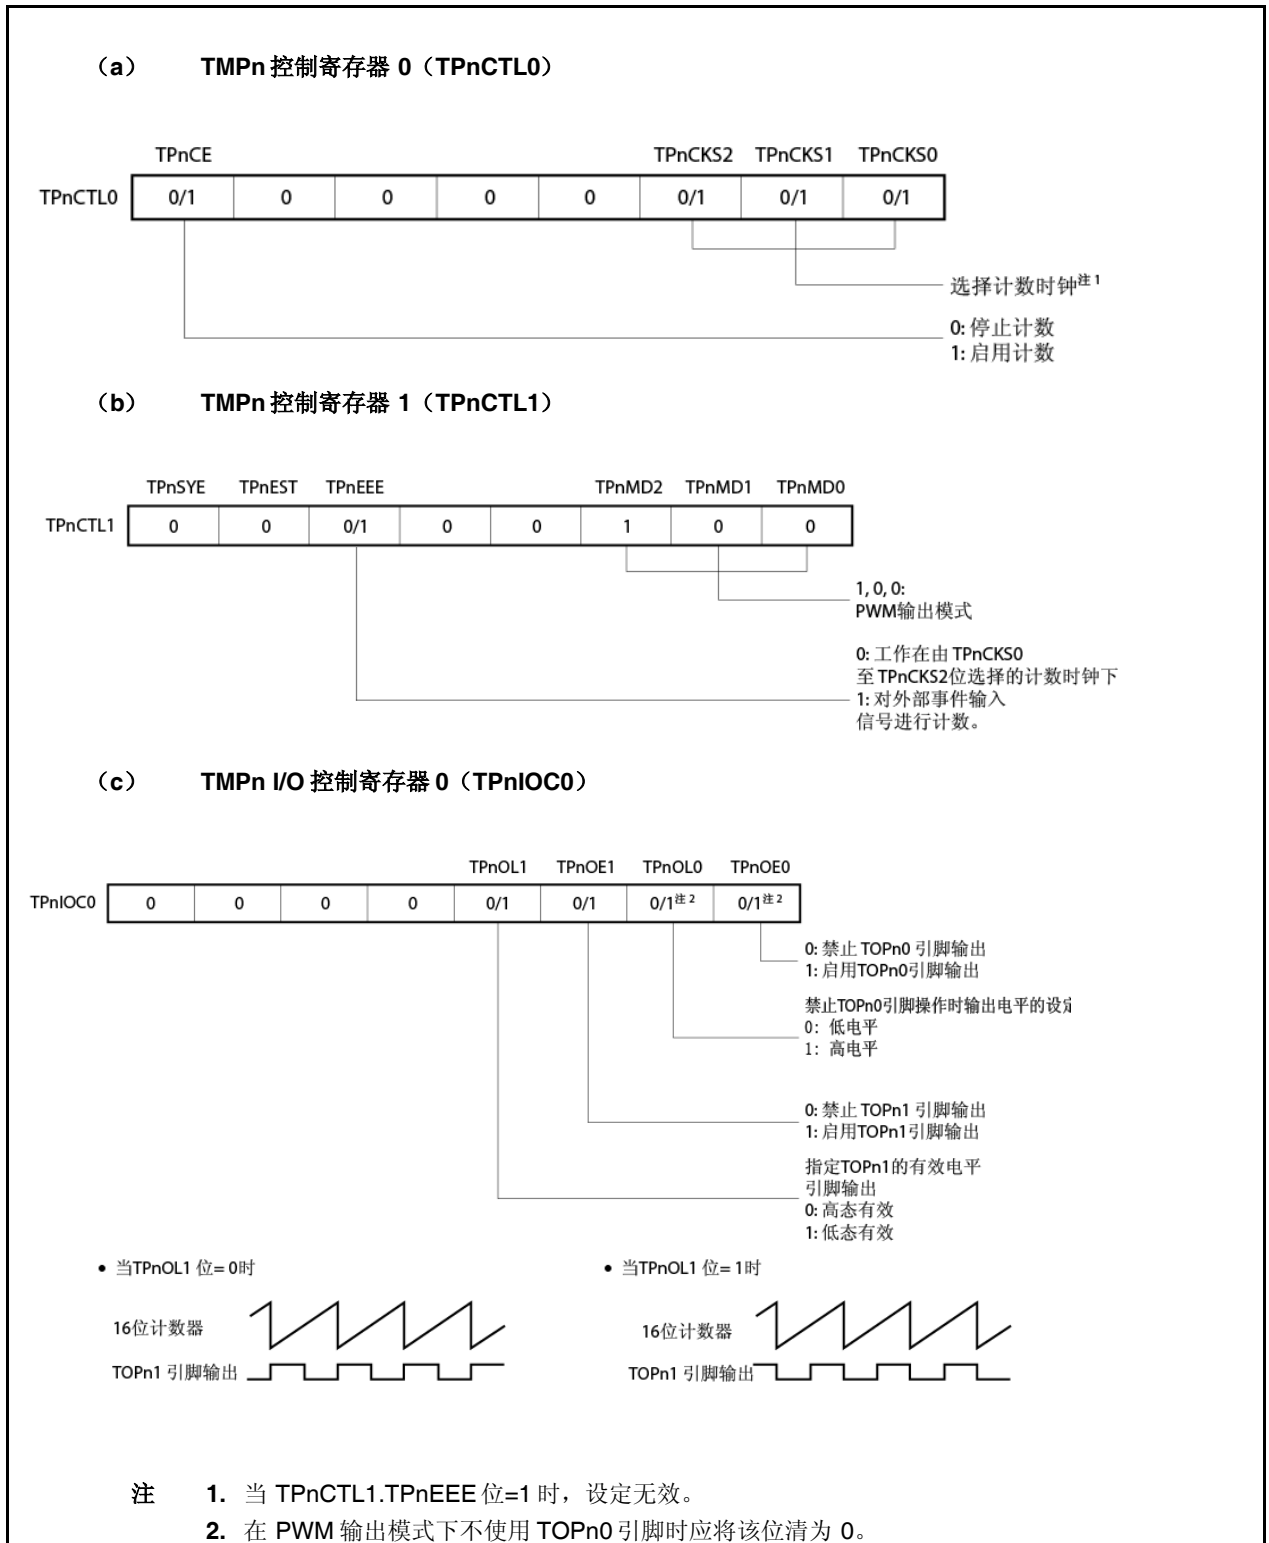 （a） TMPn 控制寄存器 0（TPnCTL0）
TPnCE TPnCKS2 TPnCKS1 TPnCKS0
TPnCTL0 0/1 0 0 0 0 0/1 0/1 0/1
选择计数时钟注 1
0: 停止计数
1: 启用计数
（b） TMPn 控制寄存器 1（TPnCTL1）
TPnSYE TPnEST TPnEEE TPnMD2 TPnMD1 TPnMD0
TPnCTL1 0 0 0/1 0 0 1 0 0
1, 0, 0:
PWM输出模式
0: 工作在由 TPnCKS0
至 TPnCKS2位选择的计数时钟下
1: 对外部事件输入
信号进行计数。
（c） TMPn I/O 控制寄存器 0（TPnIOC0）
TPnOL1 TPnOE1 TPnOL0 TPnOE0
TPnIOC0 0 0 0 0 0/1 0/1 0/1注 2 0/1注 2
0: 禁止 TOPn0 引脚输出
1: 启用TOPn0引脚输出
禁止TOPn0引脚操作时输出电平的设定
0: 低电平
1: 高电平
0: 禁止 TOPn1 引脚输出
1: 启用TOPn1引脚输出
指定TOPn1的有效电平
引脚输出
0: 高态有效
1: 低态有效
• 当TPnOL1 位= 0时
16位计数器
TOPn1 引脚输出
• 当TPnOL1 位= 1时
16位计数器
TOPn1 引脚输出
注 1. 当 TPnCTL1.TPnEEE 位=1 时，设定无效。
2. 在 PWM 输出模式下不使用 TOPn0 引脚时应将该位清为 0。